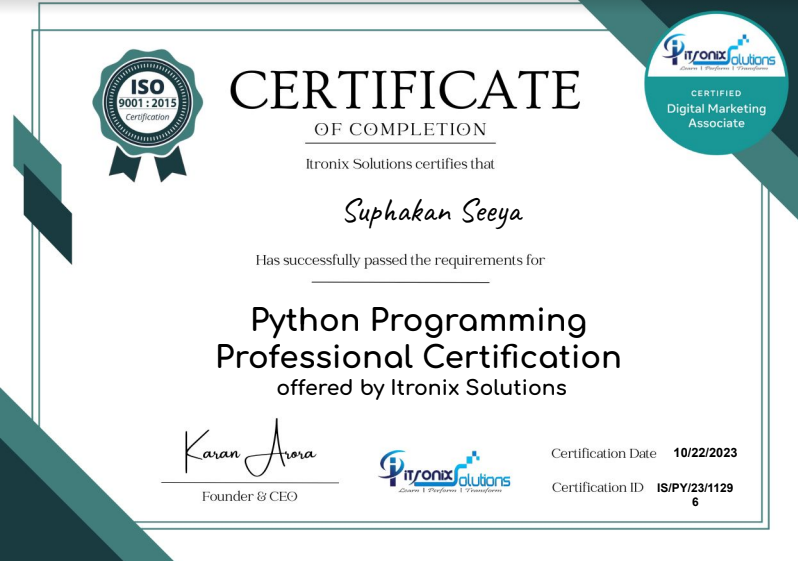 ISO
9001 : 2015
Certification
CERTIFICATE
OF COMPLETION
Itronix Solutions certifies that
Suphakan Seeya
Has successfully passed the requirements for
Python Programming
Professional Certification
offered by Itronix Solutions
itronix Solutions
Learn | Perform | Transform
CERTIFIED
Digital Marketing
Associate
Karan Arora
Founder & CEO
itronix Solutions
Learn | Perform | Transform
Certification Date 10/22/2023
Certification ID IS/PY/23/1129
6